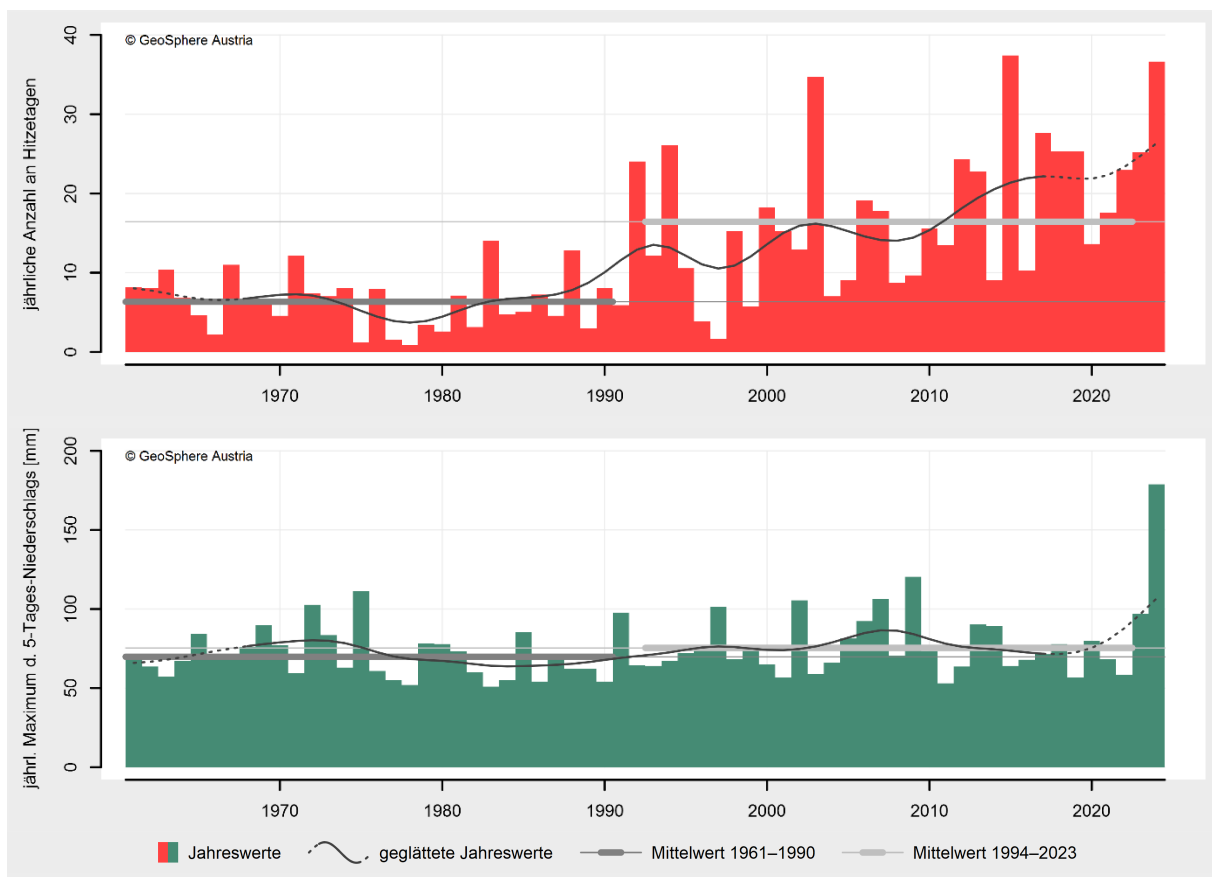 © GeoSphere Austria
jährliche Anzahl an Hitzetagen
40
30
20
10
0
1970 1980 1990 2000 2010 2020
© GeoSphere Austria
jährl. Maximum d. 5-Tages-Niederschlags [mm]
200
150
100
50
0
1970 1980 1990 2000 2010 2020
Jahreswerte geglättete Jahreswerte Mittelwert 1961–1990 Mittelwert 1994–2023